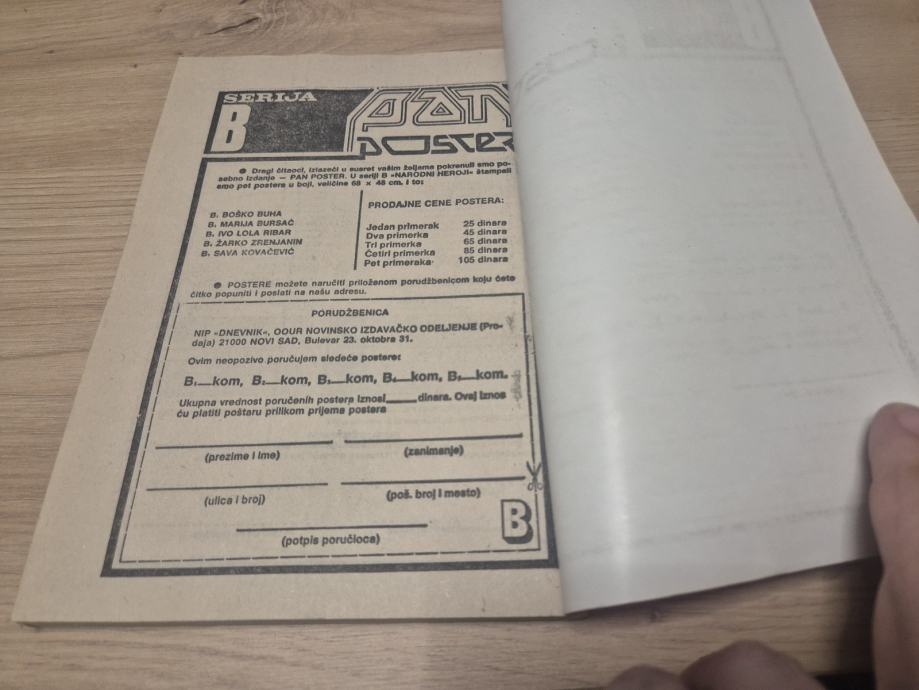 SERIJA
B
PAN
POSTER
● Dragi čitaoci, izlazeći u susret vašim željama pokrenuli smo po-
sebno izdanje — PAN POSTER. U seriji B »NARODNI HEROJI« štampali
smo pet postera u boji, veličine 68 × 48 cm. i to:
B. BOŠKO BUHA
B. MARIJA BURSAĆ
B. IVO LOLA RIBAR
B. ŽARKO ZRENJANIN
B. SAVA KOVAČEVIĆ
PRODAJNE CENE POSTERA:
Jedan primerak 25 dinara
Dva primerka 45 dinara
Tri primerka 65 dinara
Četiri primerka 85 dinara
Pet primeraka 105 dinara
● POSTERE možete naručiti priloženom porudžbenicom koju ćete
čitko popuniti i poslati na našu adresu.
PORUDŽBENICA
NIP »DNEVNIK«, OOUR NOVINSKO IZDAVAČKO ODELJENJE (Pro-
daja) 21000 NOVI SAD, Bulevar 23. oktobra 31.
Ovim neopozivo poručujem sledeće postere:
B₁___kom, B₂___kom, B₃___kom, B₄___kom, B₅___kom.
Ukupna vrednost poručenih postera iznosi______dinara. Ovaj iznos
ću platiti poštaru prilikom prijema postera
(prezime i ime) (zanimanje)
(ulica i broj) (poš. broj i mesto)
B
(potpis poručioca)